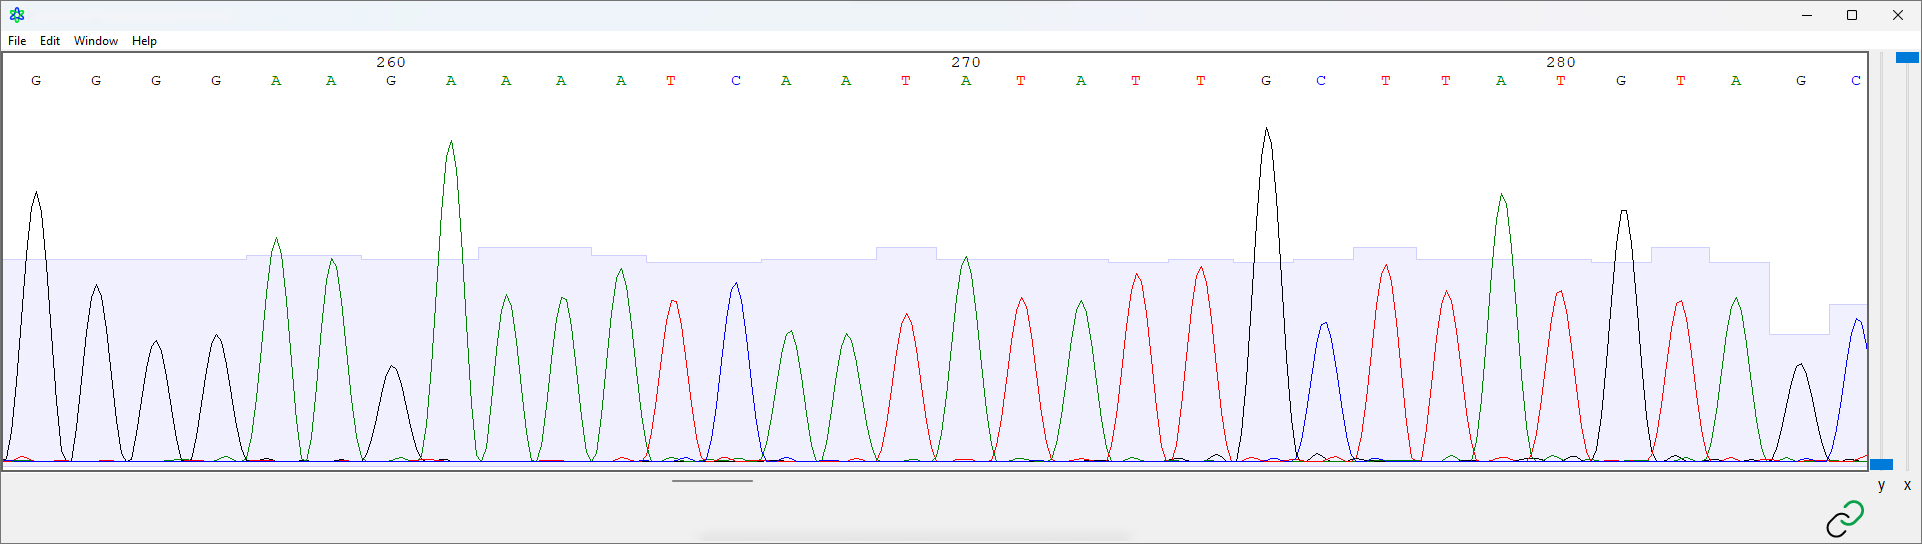 File Edit Window Help
260 270 280
G G G G A A G A A A A T C A A T A T A T T G C T T A T G T A G C
y x